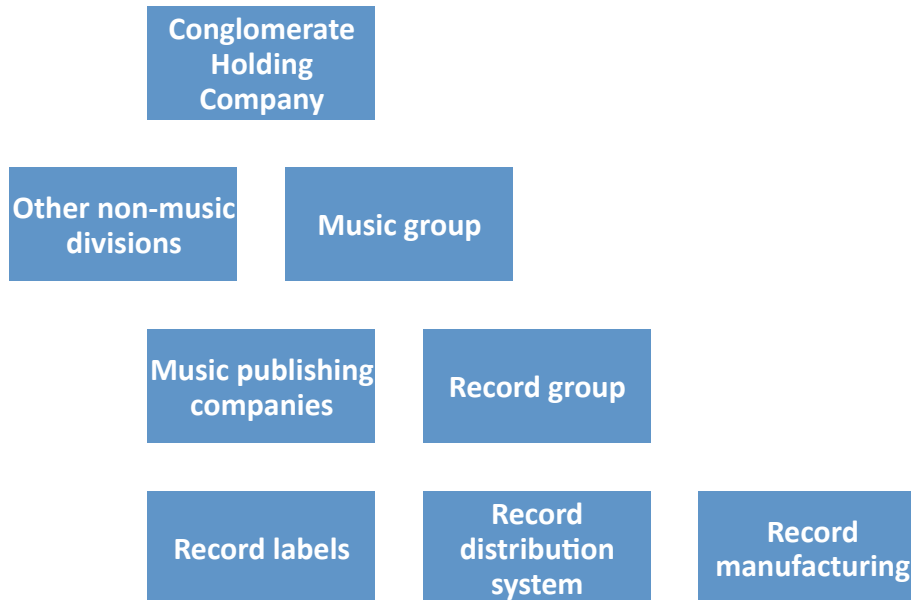 Conglomerate
Holding
Company
Other non-music
divisions
Music group
Music publishing
companies
Record group
Record labels
Record
distribution
system
Record
manufacturing